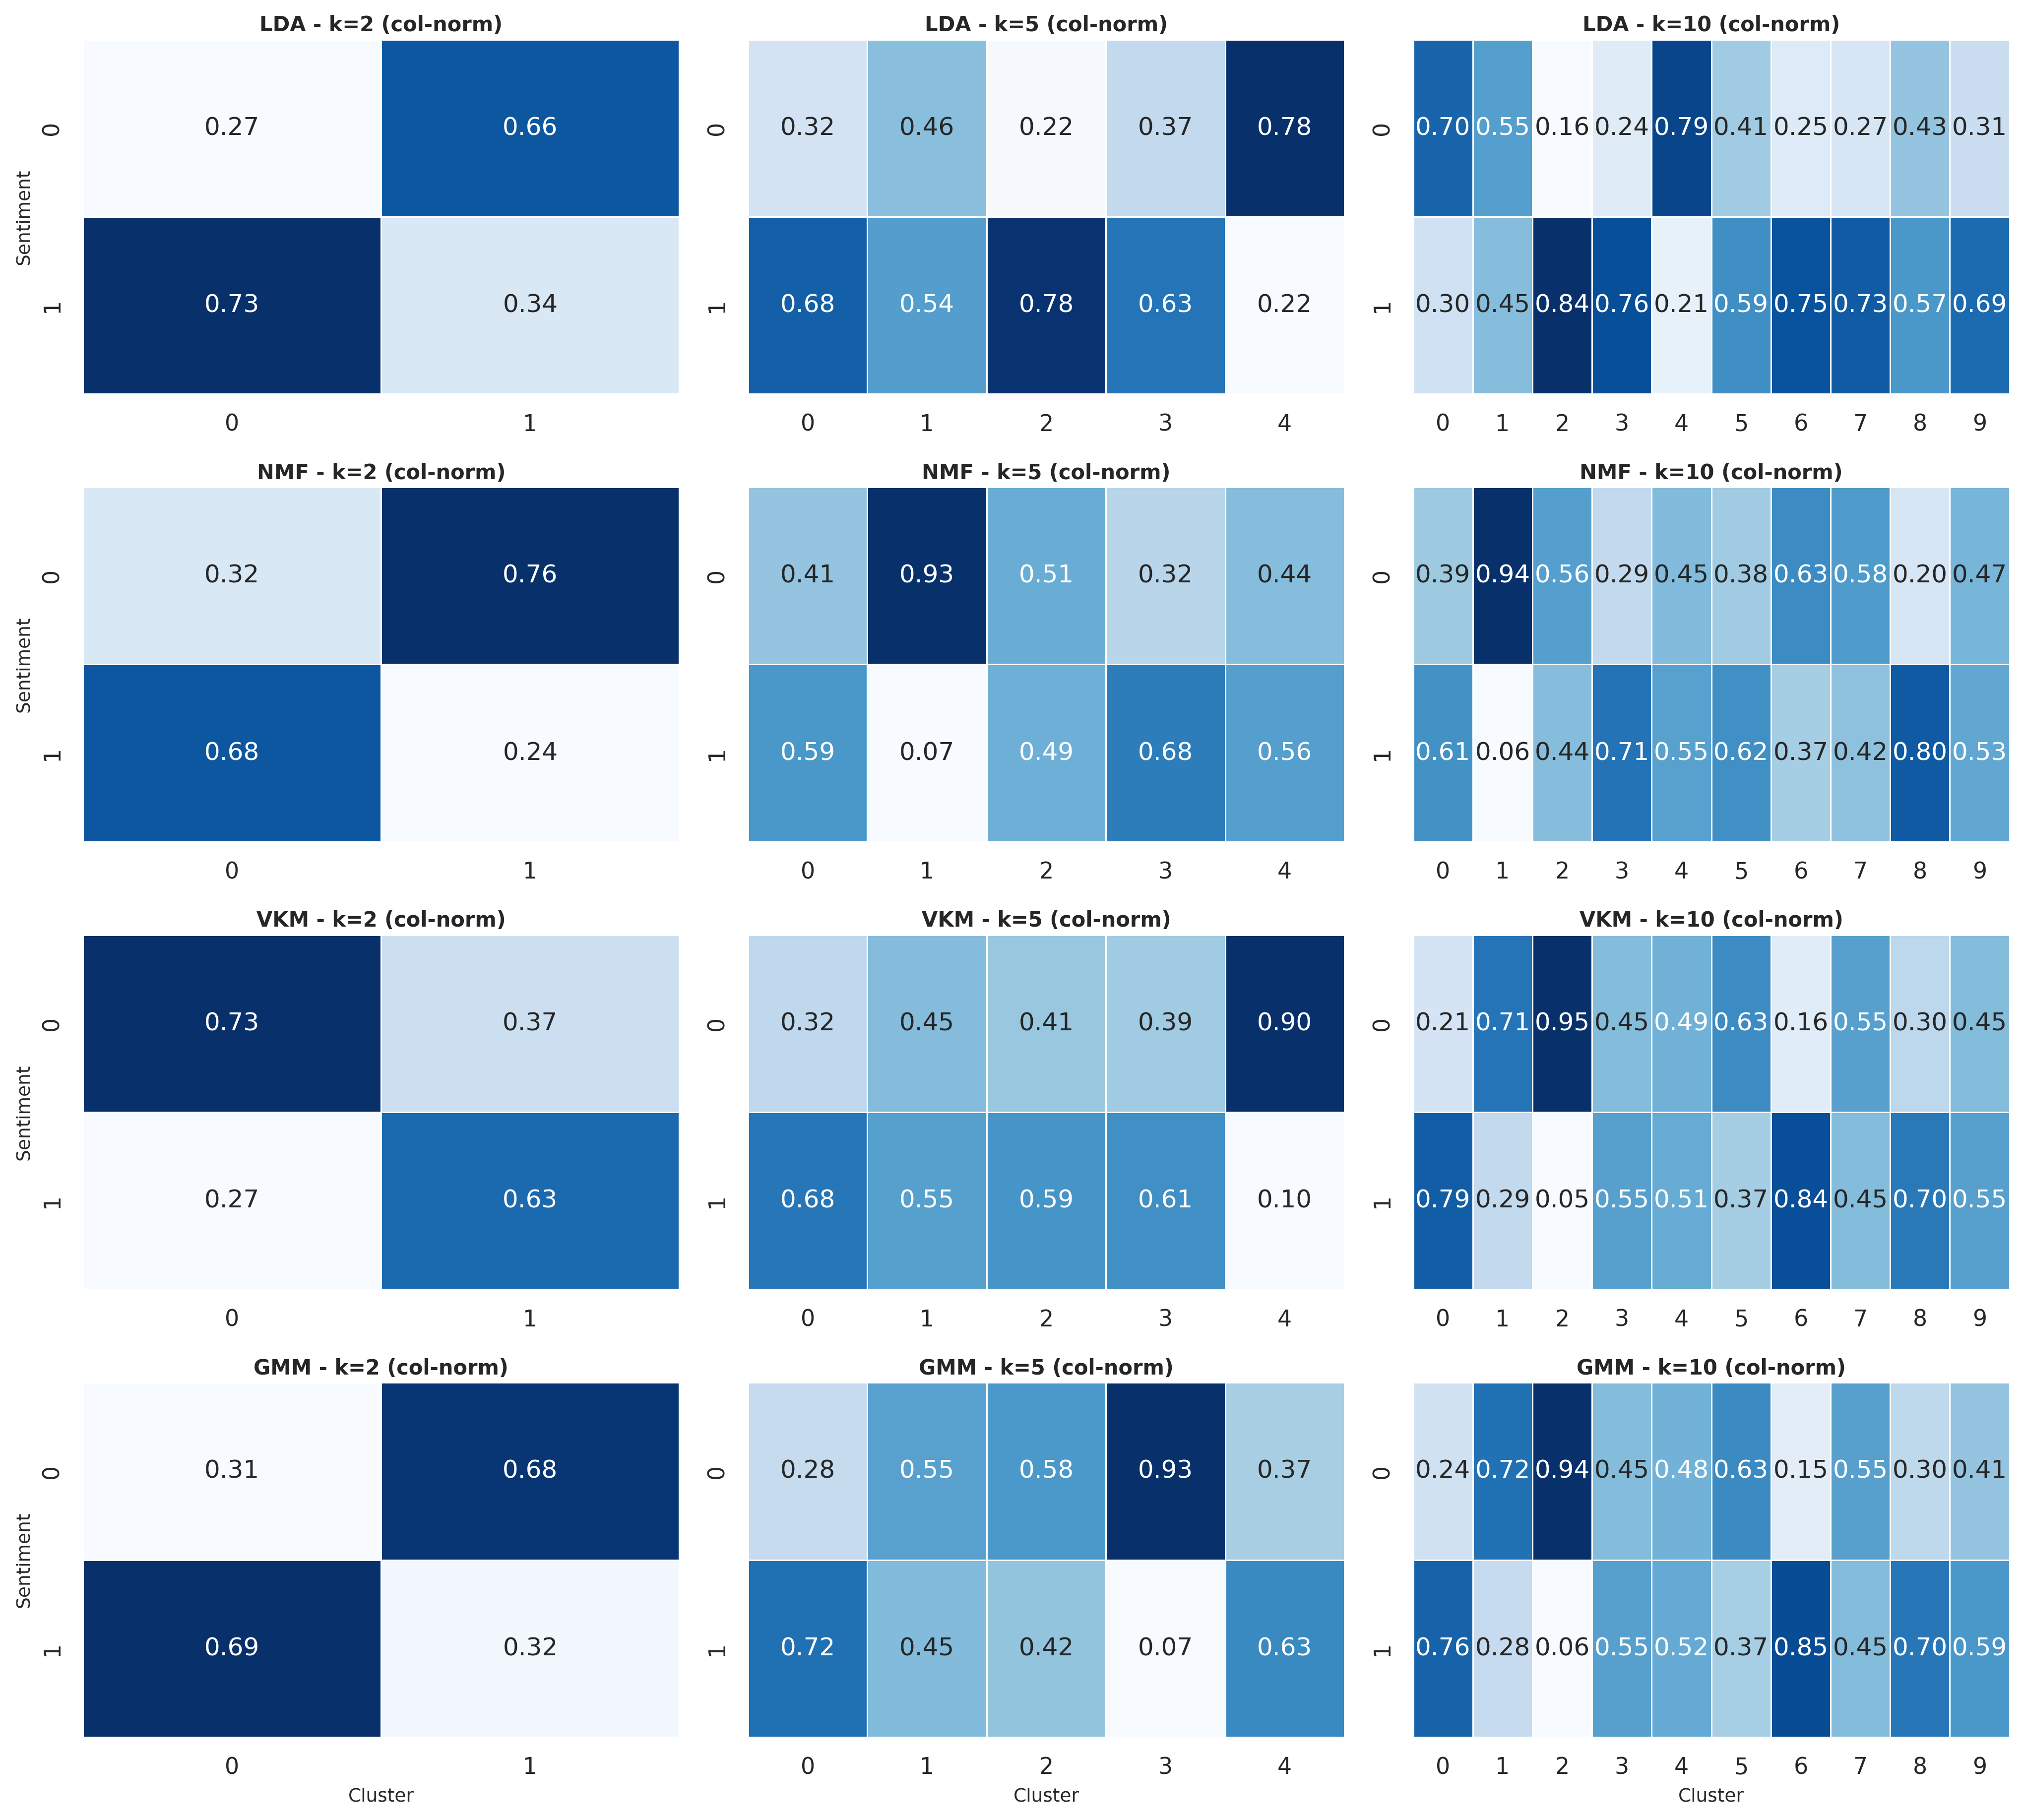 LDA - k=2 (col-norm) LDA - k=5 (col-norm) LDA - k=10 (col-norm)
Sentiment
0 0.27 0.66 0 0.32 0.46 0.22 0.37 0.78 0 0.70 0.55 0.16 0.24 0.79 0.41 0.25 0.27 0.43 0.31
1 0.73 0.34 1 0.68 0.54 0.78 0.63 0.22 1 0.30 0.45 0.84 0.76 0.21 0.59 0.75 0.73 0.57 0.69
0 1 0 1 2 3 4 0 1 2 3 4 5 6 7 8 9
NMF - k=2 (col-norm) NMF - k=5 (col-norm) NMF - k=10 (col-norm)
Sentiment
0 0.32 0.76 0 0.41 0.93 0.51 0.32 0.44 0 0.39 0.94 0.56 0.29 0.45 0.38 0.63 0.58 0.20 0.47
1 0.68 0.24 1 0.59 0.07 0.49 0.68 0.56 1 0.61 0.06 0.44 0.71 0.55 0.62 0.37 0.42 0.80 0.53
0 1 0 1 2 3 4 0 1 2 3 4 5 6 7 8 9
VKM - k=2 (col-norm) VKM - k=5 (col-norm) VKM - k=10 (col-norm)
Sentiment
0 0.73 0.37 0 0.32 0.45 0.41 0.39 0.90 0 0.21 0.71 0.95 0.45 0.49 0.63 0.16 0.55 0.30 0.45
1 0.27 0.63 1 0.68 0.55 0.59 0.61 0.10 1 0.79 0.29 0.05 0.55 0.51 0.37 0.84 0.45 0.70 0.55
0 1 0 1 2 3 4 0 1 2 3 4 5 6 7 8 9
GMM - k=2 (col-norm) GMM - k=5 (col-norm) GMM - k=10 (col-norm)
Sentiment
0 0.31 0.68 0 0.28 0.55 0.58 0.93 0.37 0 0.24 0.72 0.94 0.45 0.48 0.63 0.15 0.55 0.30 0.41
1 0.69 0.32 1 0.72 0.45 0.42 0.07 0.63 1 0.76 0.28 0.06 0.55 0.52 0.37 0.85 0.45 0.70 0.59
0 1 0 1 2 3 4 0 1 2 3 4 5 6 7 8 9
Cluster Cluster Cluster